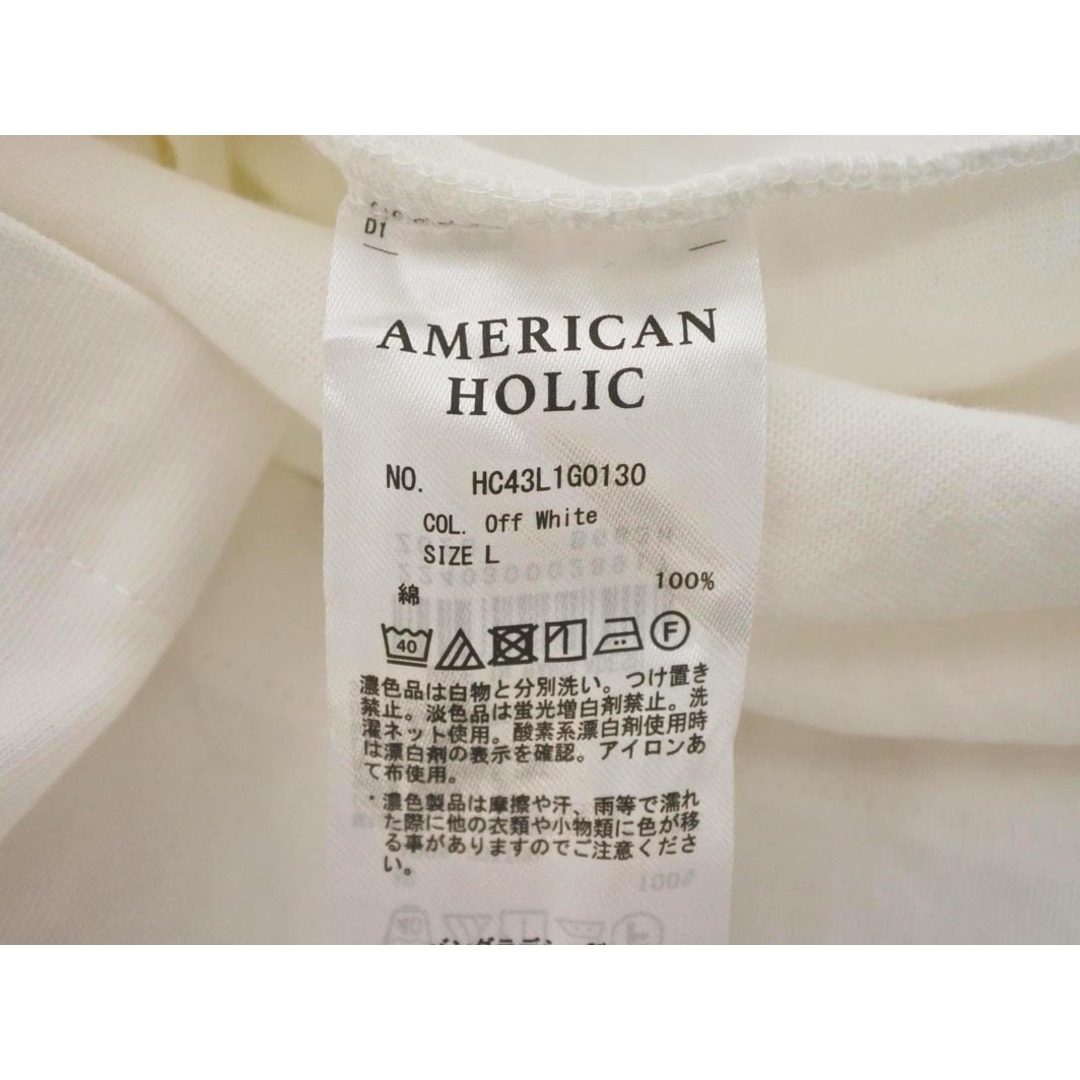 D1
AMERICAN
HOLIC
NO. HC43L1G0130
COL. Off White
SIZE L
綿 100%
40 F
濃色品は白物と分別洗い。つけ置き
禁止。淡色品は蛍光増白剤禁止。洗
濯ネット使用。酸素系漂白剤使用時
は漂白剤の表示を確認。アイロンあ
て布使用。
・濃色製品は摩擦や汗、雨等で濡れ
た際に他の衣類や小物類に色が移
る事がありますのでご注意くださ
い。